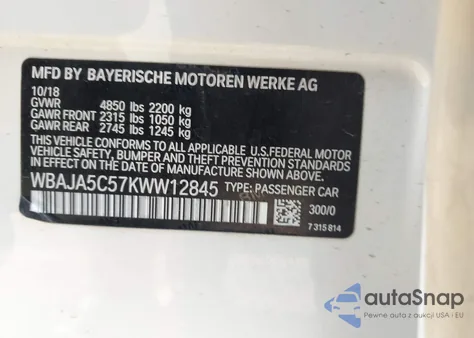 MFD BY BAYERISCHE MOTOREN WERKE AG
10/18
GVWR 4850 lbs 2200 kg
GAWR FRONT 2315 lbs 1050 kg
GAWR REAR 2745 lbs 1245 kg
THIS VEHICLE CONFORMS TO ALL APPLICABLE U.S. FEDERAL MOTOR
VEHICLE SAFETY, BUMPER, AND THEFT PREVENTION STANDARDS
IN EFFECT ON THE DATE OF MANUFACTURE SHOWN ABOVE.
WBAJA5C57KWW12845 TYPE: PASSENGER CAR
300/0
7 315 814
autoSnap
Pewne auta z aukcji USA i EU